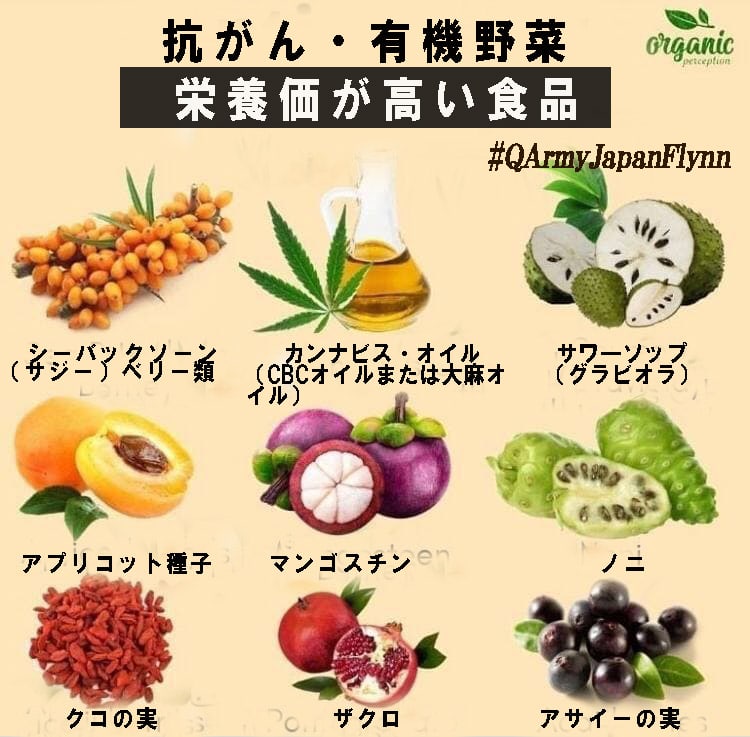 抗がん・有機野菜
organic
perception
栄養価が高い食品
#QArmyJapanFlynn
シーバックソーン
（サジー）ベリー類
カンナビス・オイル
（CBCオイルまたは大麻オ
イル）
サワーソップ
（グラビオラ）
アプリコット種子
マンゴスチン
ノニ
クコの実
ザクロ
アサイーの実